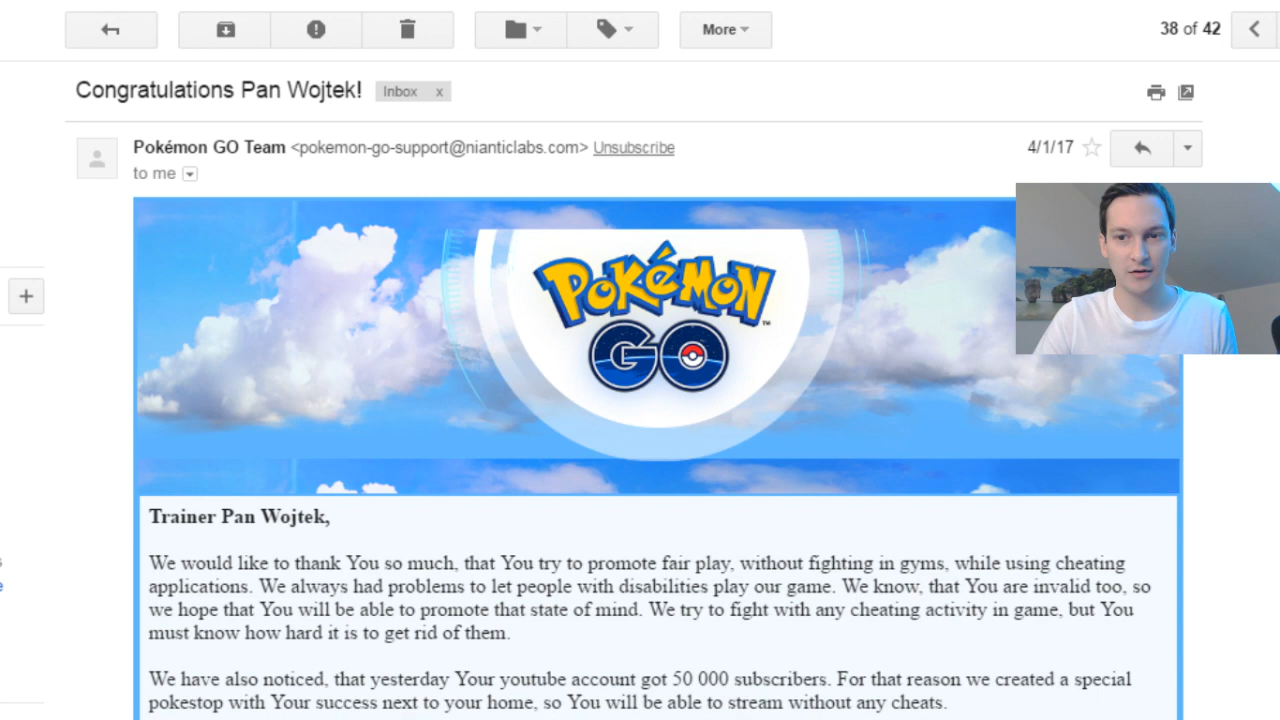 More
38 of 42
Congratulations Pan Wojtek!
Inbox x
Pokémon GO Team <pokemon-go-support@nianticlabs.com> Unsubscribe
4/1/17
to me
POKéMON
GO
TM
Trainer Pan Wojtek,
We would like to thank You so much, that You try to promote fair play, without fighting in gyms, while using cheating
applications. We always had problems to let people with disabilities play our game. We know, that You are invalid too, so
we hope that You will be able to promote that state of mind. We try to fight with any cheating activity in game, but You
must know how hard it is to get rid of them.
We have also noticed, that yesterday Your youtube account got 50 000 subscribers. For that reason we created a special
pokestop with Your success next to your home, so You will be able to stream without any cheats.